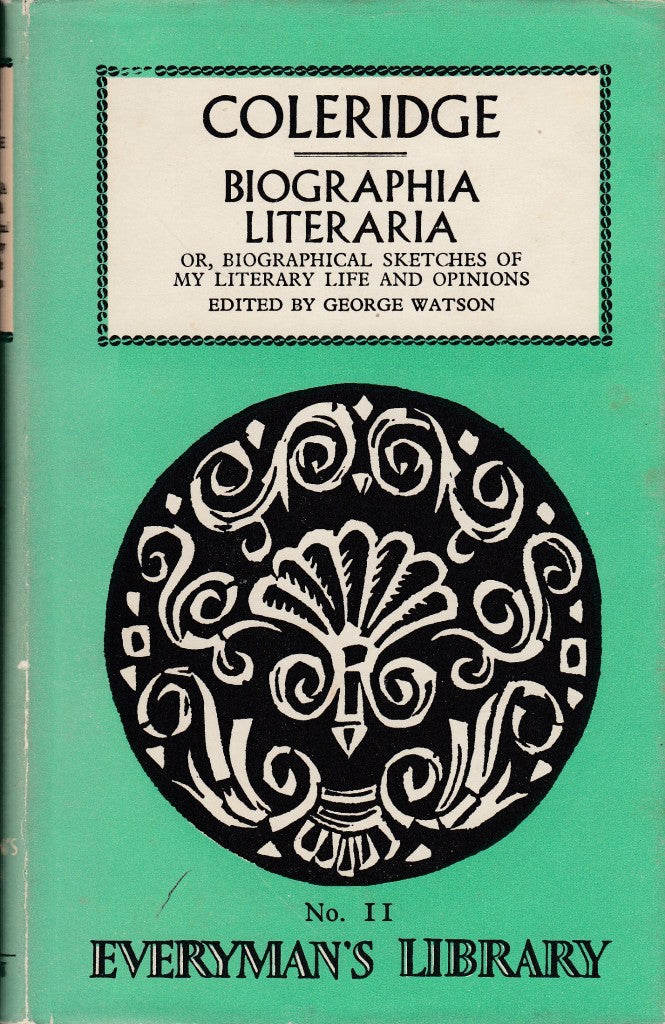 COLERIDGE
BIOGRAPHIA
LITERARIA
OR, BIOGRAPHICAL SKETCHES OF
MY LITERARY LIFE AND OPINIONS
EDITED BY GEORGE WATSON
No. II
EVERYMAN'S LIBRARY